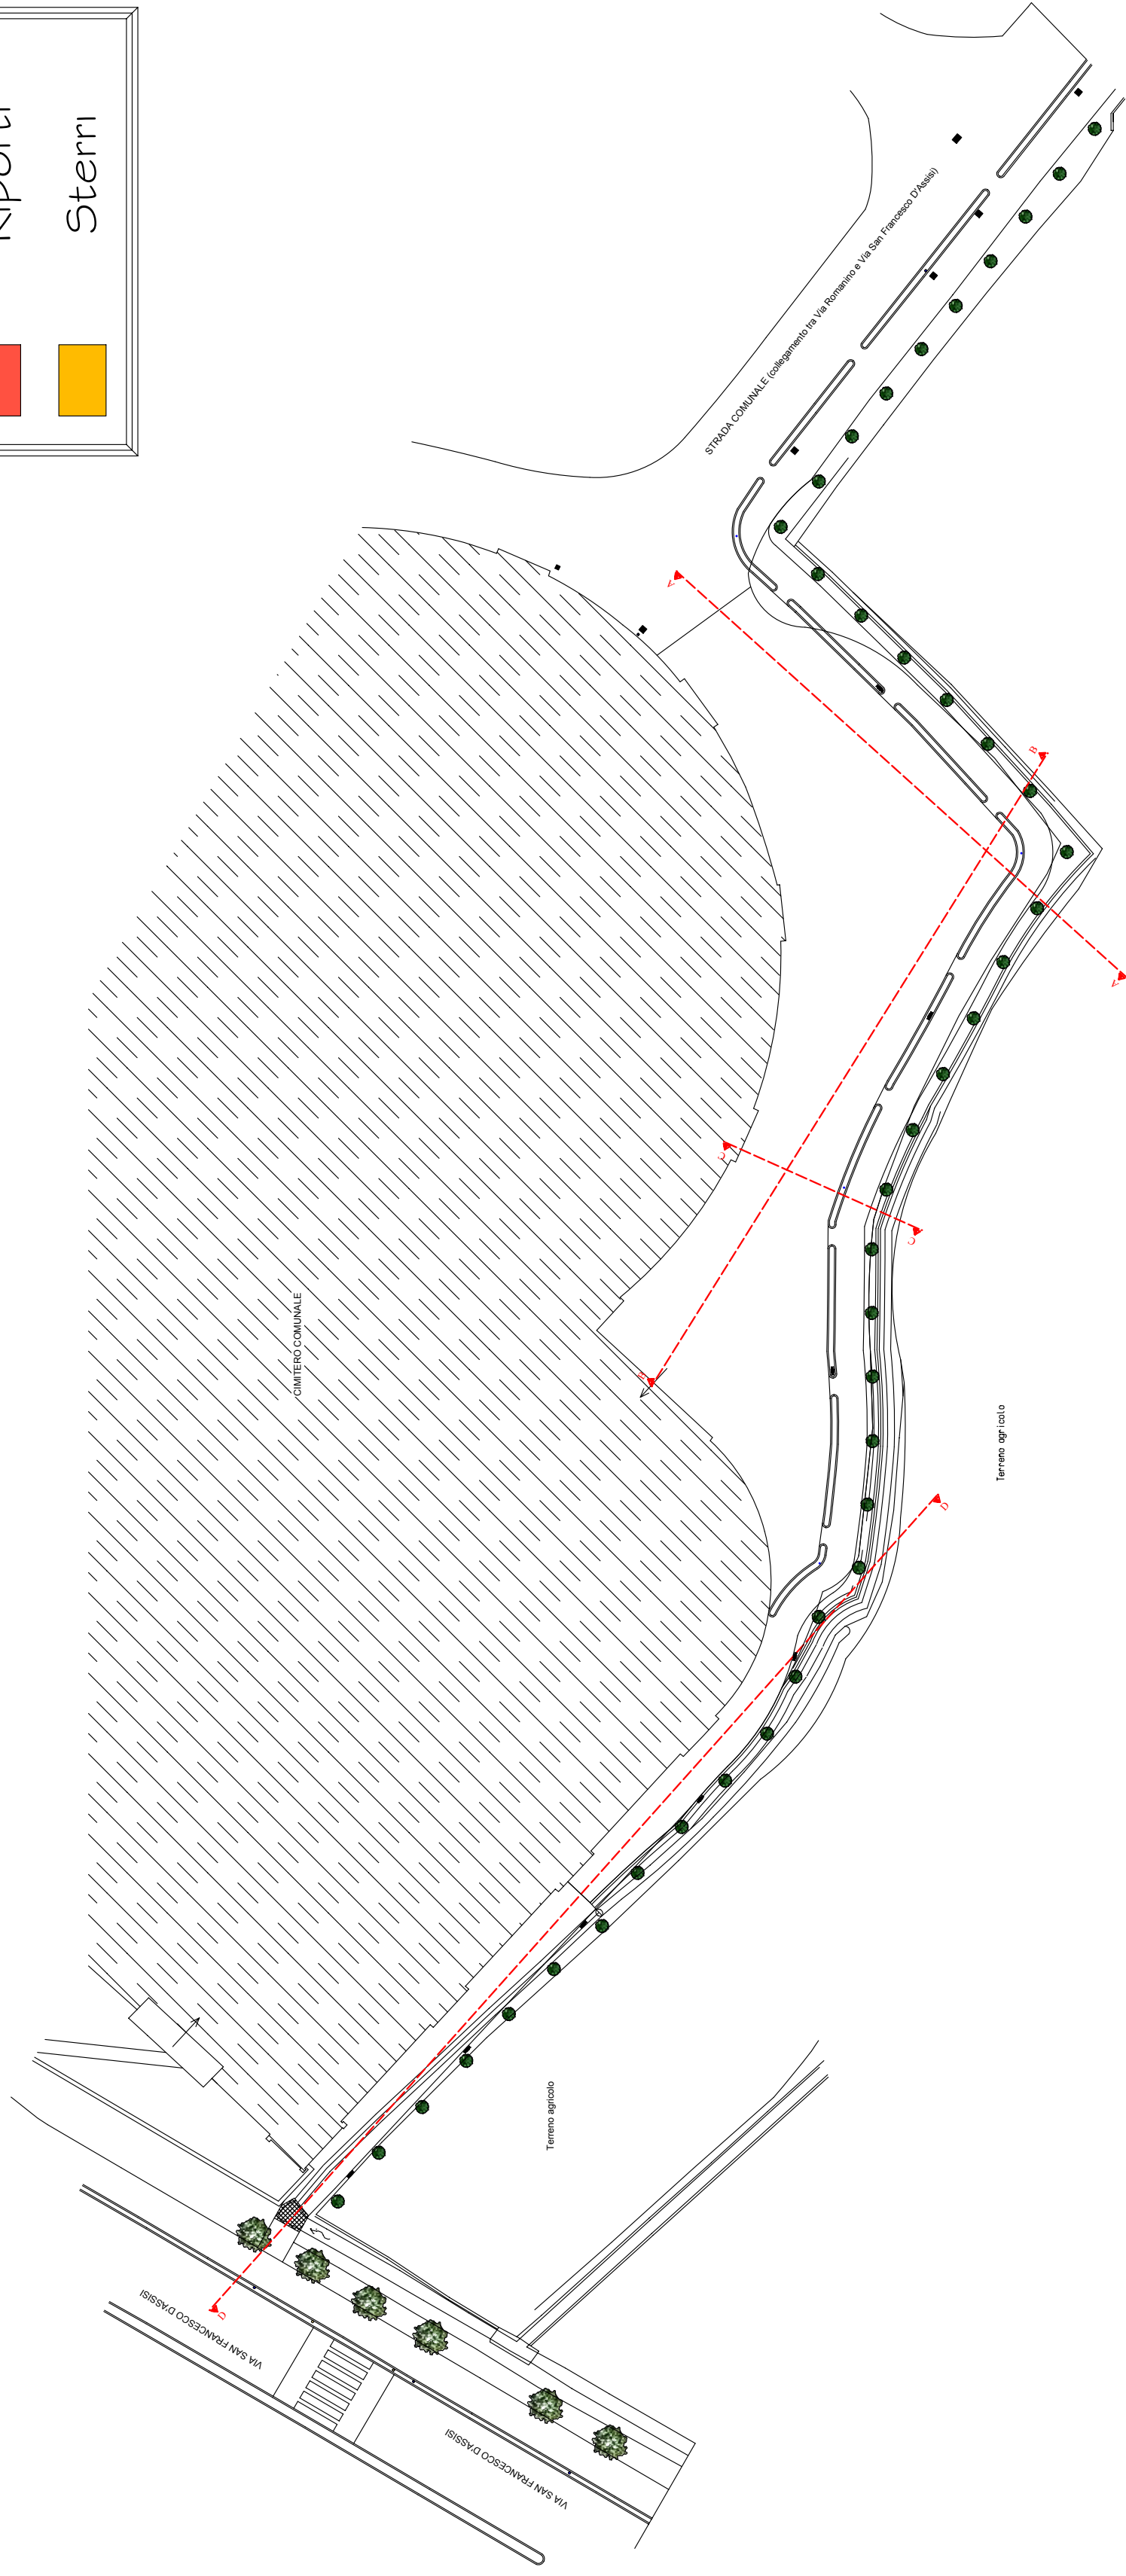 Riporti
Sterri
STRADA COMUNALE (collegamento tra Via Romanino e Via San Francesco D'Assisi)
A
B
C
C
CIMITERO COMUNALE
B
A
Terreno agricolo
D
Terreno agricolo
D
VIA SAN FRANCESCO D'ASSISI
VIA SAN FRANCESCO D'ASSISI